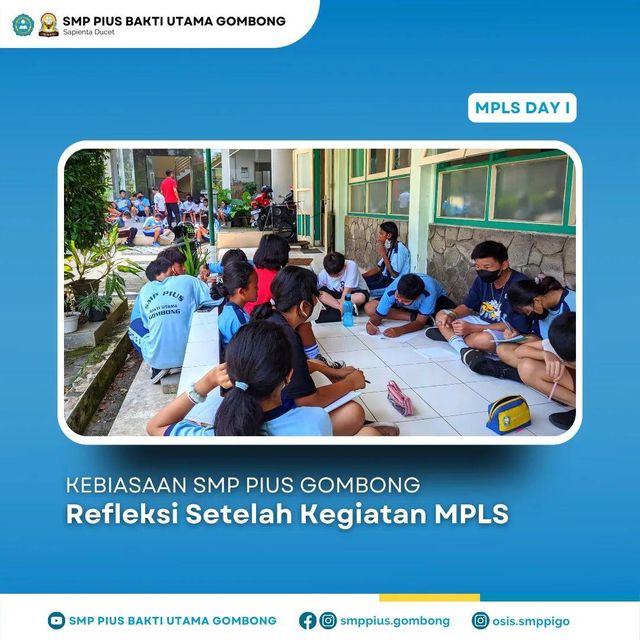 SMP PIUS BAKTI UTAMA GOMBONG
Sapienta Ducet
MPLS DAY I
SMP PIUS
BAKTI UTAMA
GOMBONG
KEBIASAAN SMP PIUS GOMBONG
Refleksi Setelah Kegiatan MPLS
SMP PIUS BAKTI UTAMA GOMBONG
smppius.gombong
osis.smppigo